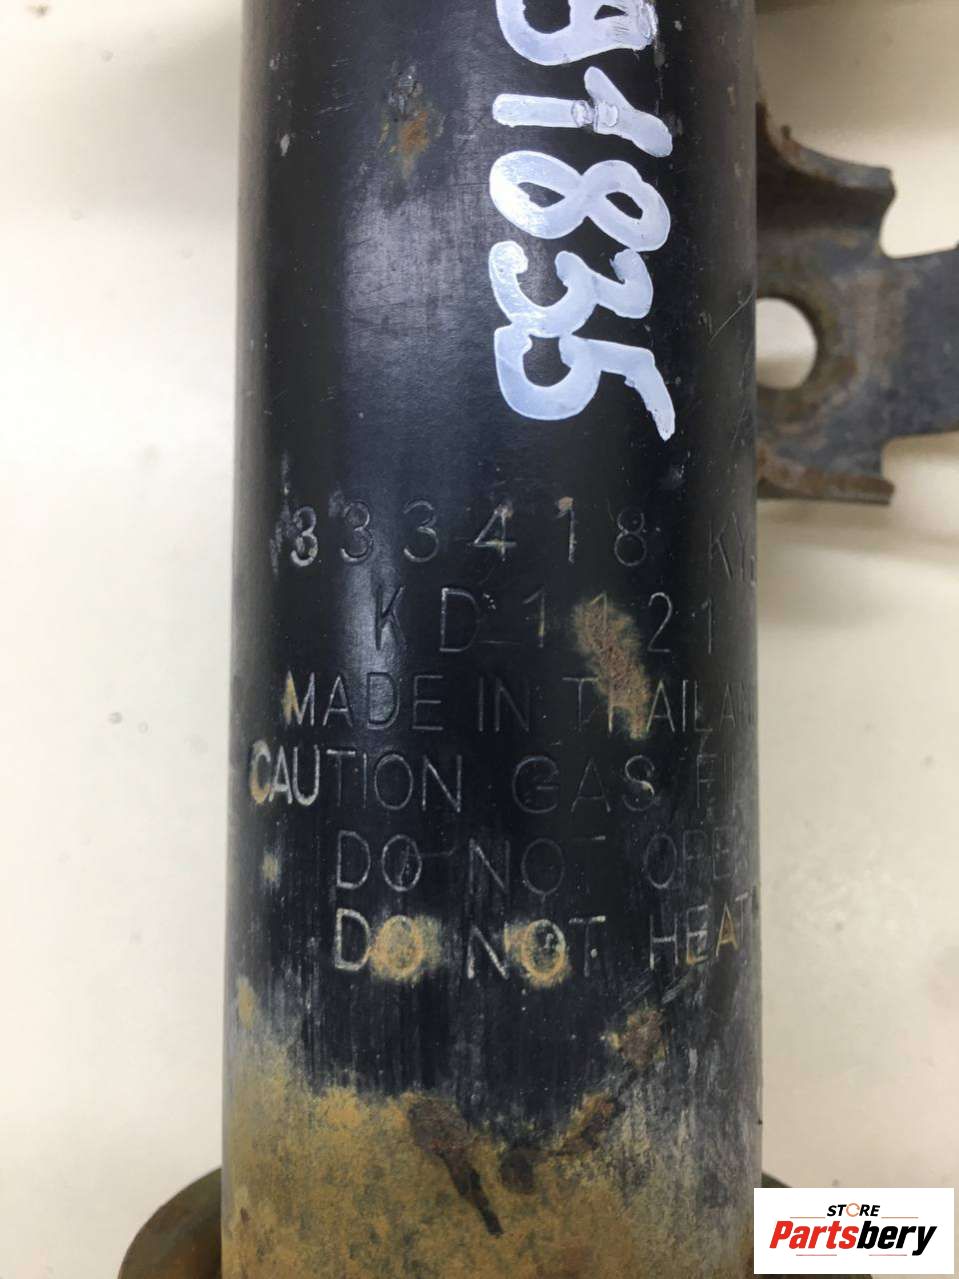 91835
333418 KY
KD1121
MADE IN THAILAN
CAUTION GAS FI
DO NOT OPE
DO NOT HEAT
STORE
Partsbery